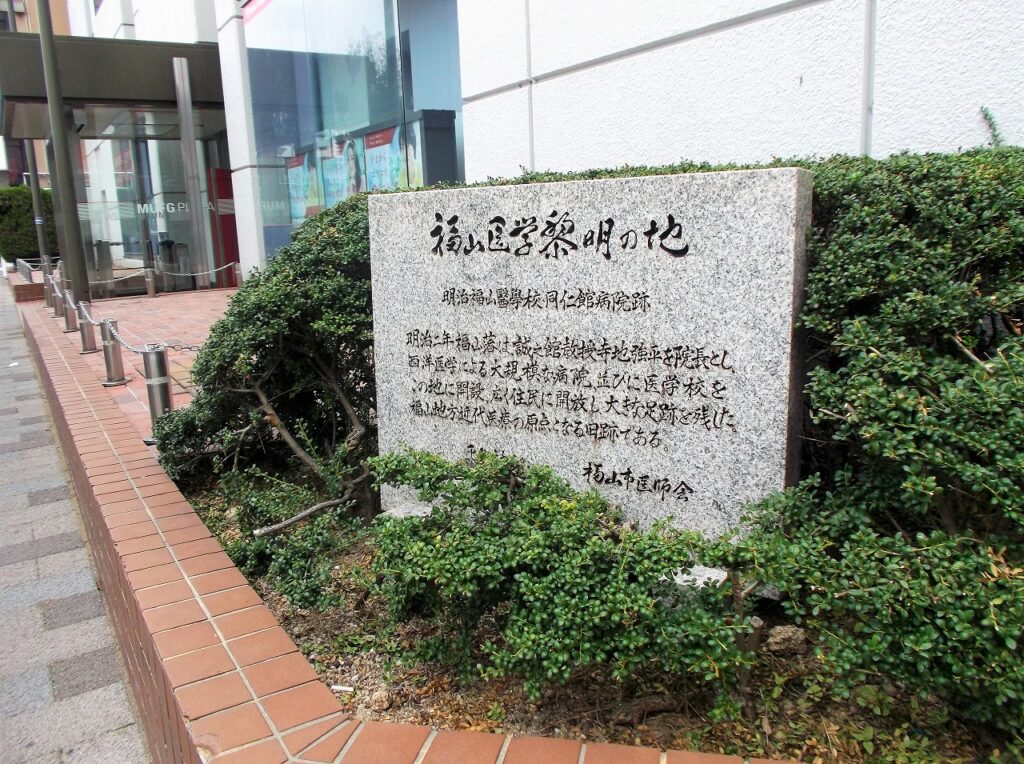 福山医学黎明の地
明治福山醫學校同仁館病院跡
明治二年福山藩は誠之館教授寺地強平を院長とし
西洋医学による大規模な病院並びに医学校を
この地に開設、広く住民に開放し大きな足跡を残した
福山地方近代医療の原点となる旧跡である。
福山市医師会
MUFG PLAZA